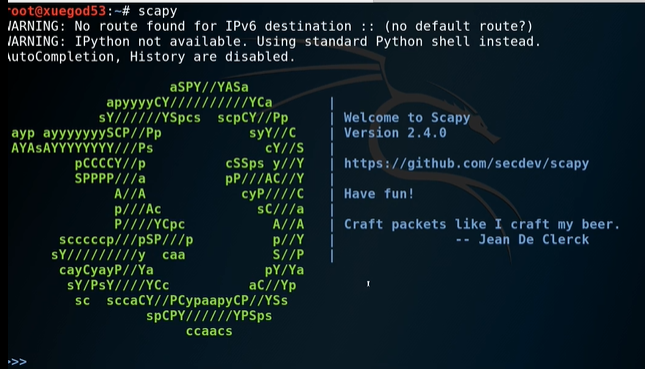 root@xuegod53:~# scapy
WARNING: No route found for IPv6 destination :: (no default route?)
WARNING: IPython not available. Using standard Python shell instead.
AutoCompletion, History are disabled.
aSPY//YASa
apyyyyCY//////////YCa |
sY//////YSpcs scpCY//Pp | Welcome to Scapy
ayp ayyyyyyySCP//Pp syY//C | Version 2.4.0
AYAsAYYYYYYYY///Ps cY//S |
pCCCCY//p cSSps y//Y | https://github.com/secdev/scapy
SPPPP///a pP///AC//Y |
A//A cyP////C | Have fun!
p///Ac sC///a |
P////YCpc A//A | Craft packets like I craft my beer.
scccccp///pSP///p p//Y | -- Jean De Clerck
sY/////////y caa S//P |
cayCyayP//Ya pY/Ya
sY/PsY////YCc aC//Yp
sc sccaCY//PCypaapyCP//YSs
spCPY//////YPSps
ccaacs
>>>